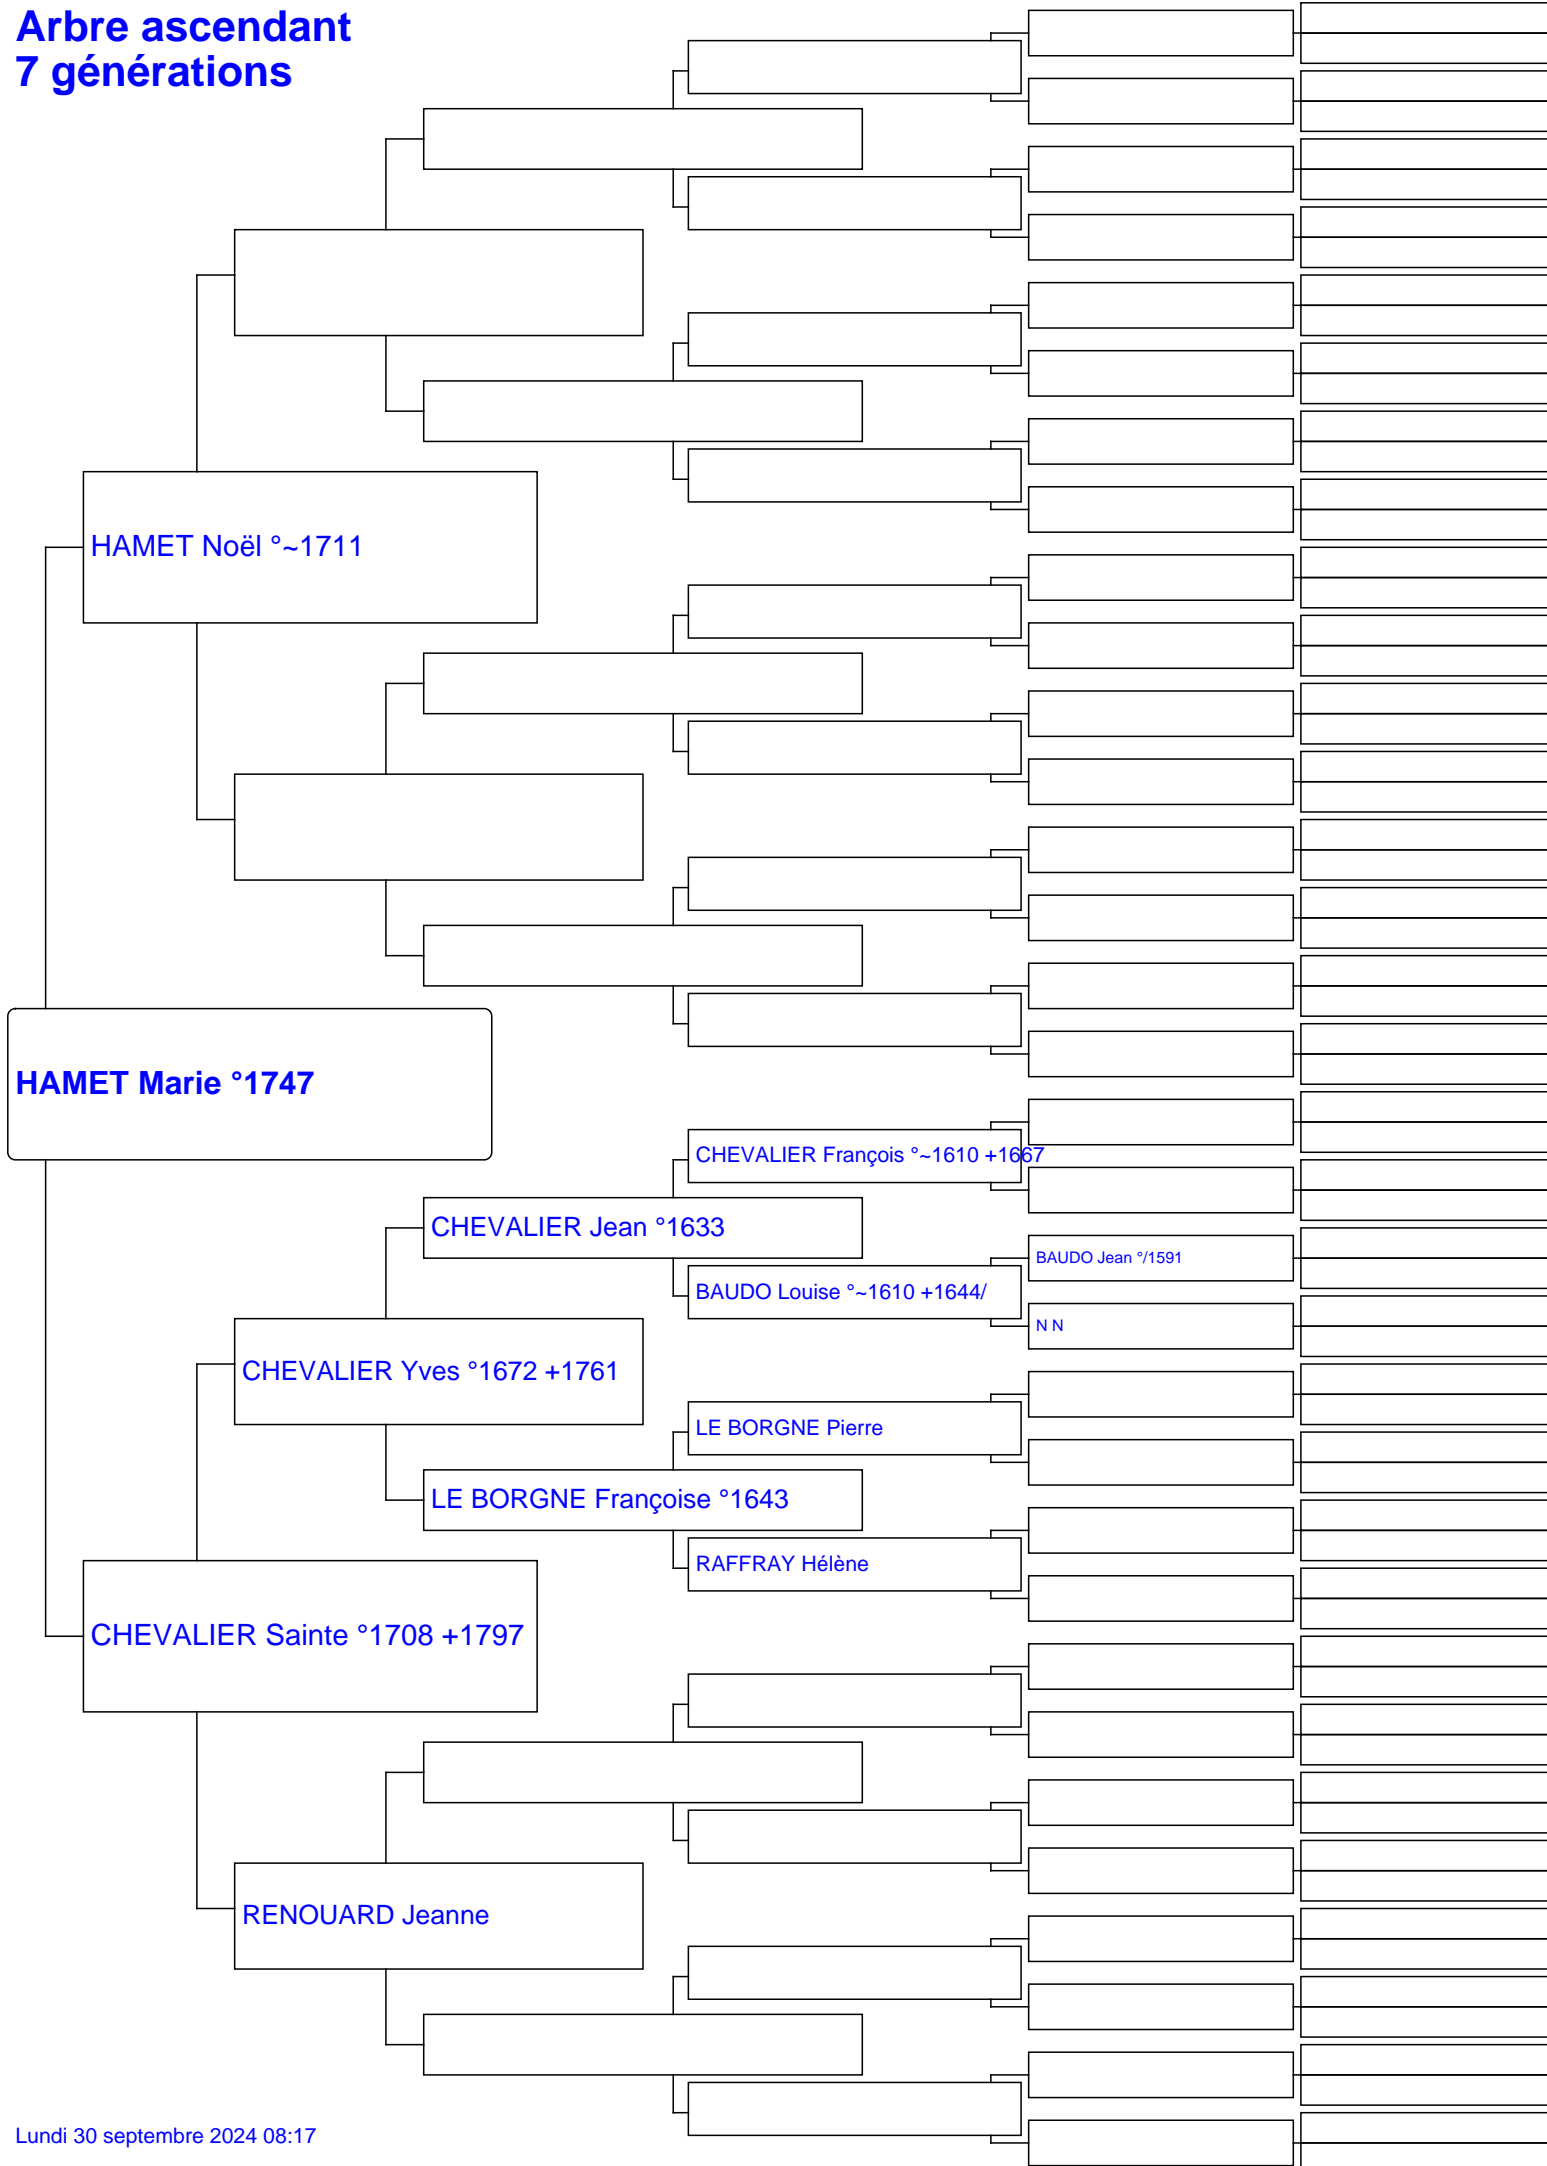 Arbre ascendant
7 générations
HAMET Noël °~1711
HAMET Marie °1747
CHEVALIER François °~1610 +1667
CHEVALIER Jean °1633
BAUDO Jean °/1591
BAUDO Louise °~1610 +1644/
N N
CHEVALIER Yves °1672 +1761
LE BORGNE Pierre
LE BORGNE Françoise °1643
RAFFRAY Hélène
CHEVALIER Sainte °1708 +1797
RENOUARD Jeanne
Lundi 30 septembre 2024 08:17